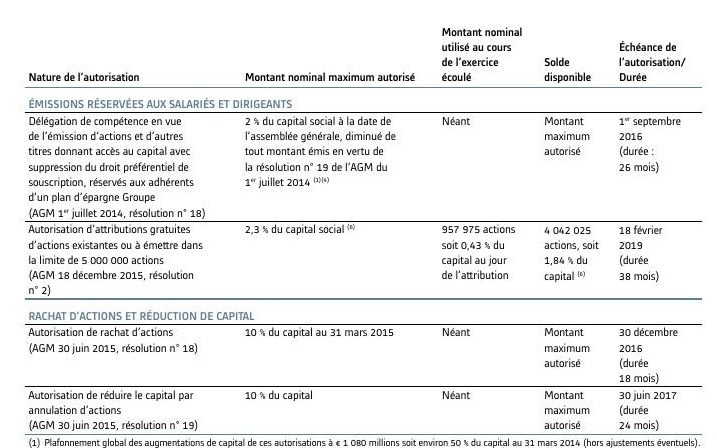 Nature de l'autorisation
Montant nominal maximum autorisé
Montant nominal
utilisé au cours
de l'exercice
écoulé
Solde
disponible
Échéance de
l'autorisation/
Durée
ÉMISSIONS RÉSERVÉES AUX SALARIÉS ET DIRIGEANTS
Délégation de compétence en vue
de l'émission d'actions et d'autres
titres donnant accès au capital avec
suppression du droit préférentiel de
souscription, réservés aux adhérents
d'un plan d'épargne Groupe
(AGM 1er juillet 2014, résolution n° 18)
2 % du capital social à la date de
l'assemblée générale, diminué de
tout montant émis en vertu de
la résolution n° 19 de l'AGM du
1er juillet 2014 (1)(4)
Néant
Montant
maximum
autorisé
1er septembre
2016
(durée :
26 mois)
Autorisation d'attributions gratuites
d'actions existantes ou à émettre dans
la limite de 5 000 000 actions
(AGM 18 décembre 2015, résolution
n° 2)
2,3 % du capital social (6)
957 975 actions
soit 0,43 % du
capital au jour
de l'attribution
4 042 025
actions, soit
1,84 % du
capital (6)
18 février
2019
(durée
38 mois)
RACHAT D'ACTIONS ET RÉDUCTION DE CAPITAL
Autorisation de rachat d'actions
(AGM 30 juin 2015, résolution n° 18)
10 % du capital au 31 mars 2015
Néant
Montant
maximum
autorisé
30 décembre
2016
(durée
18 mois)
Autorisation de réduire le capital par
annulation d'actions
(AGM 30 juin 2015, résolution n° 19)
10 % du capital
Néant
Montant
maximum
autorisé
30 juin 2017
(durée
24 mois)
(1) Plafonnement global des augmentations de capital de ces autorisations à € 1 080 millions soit environ 50 % du capital au 31 mars 2014 (hors ajustements éventuels).